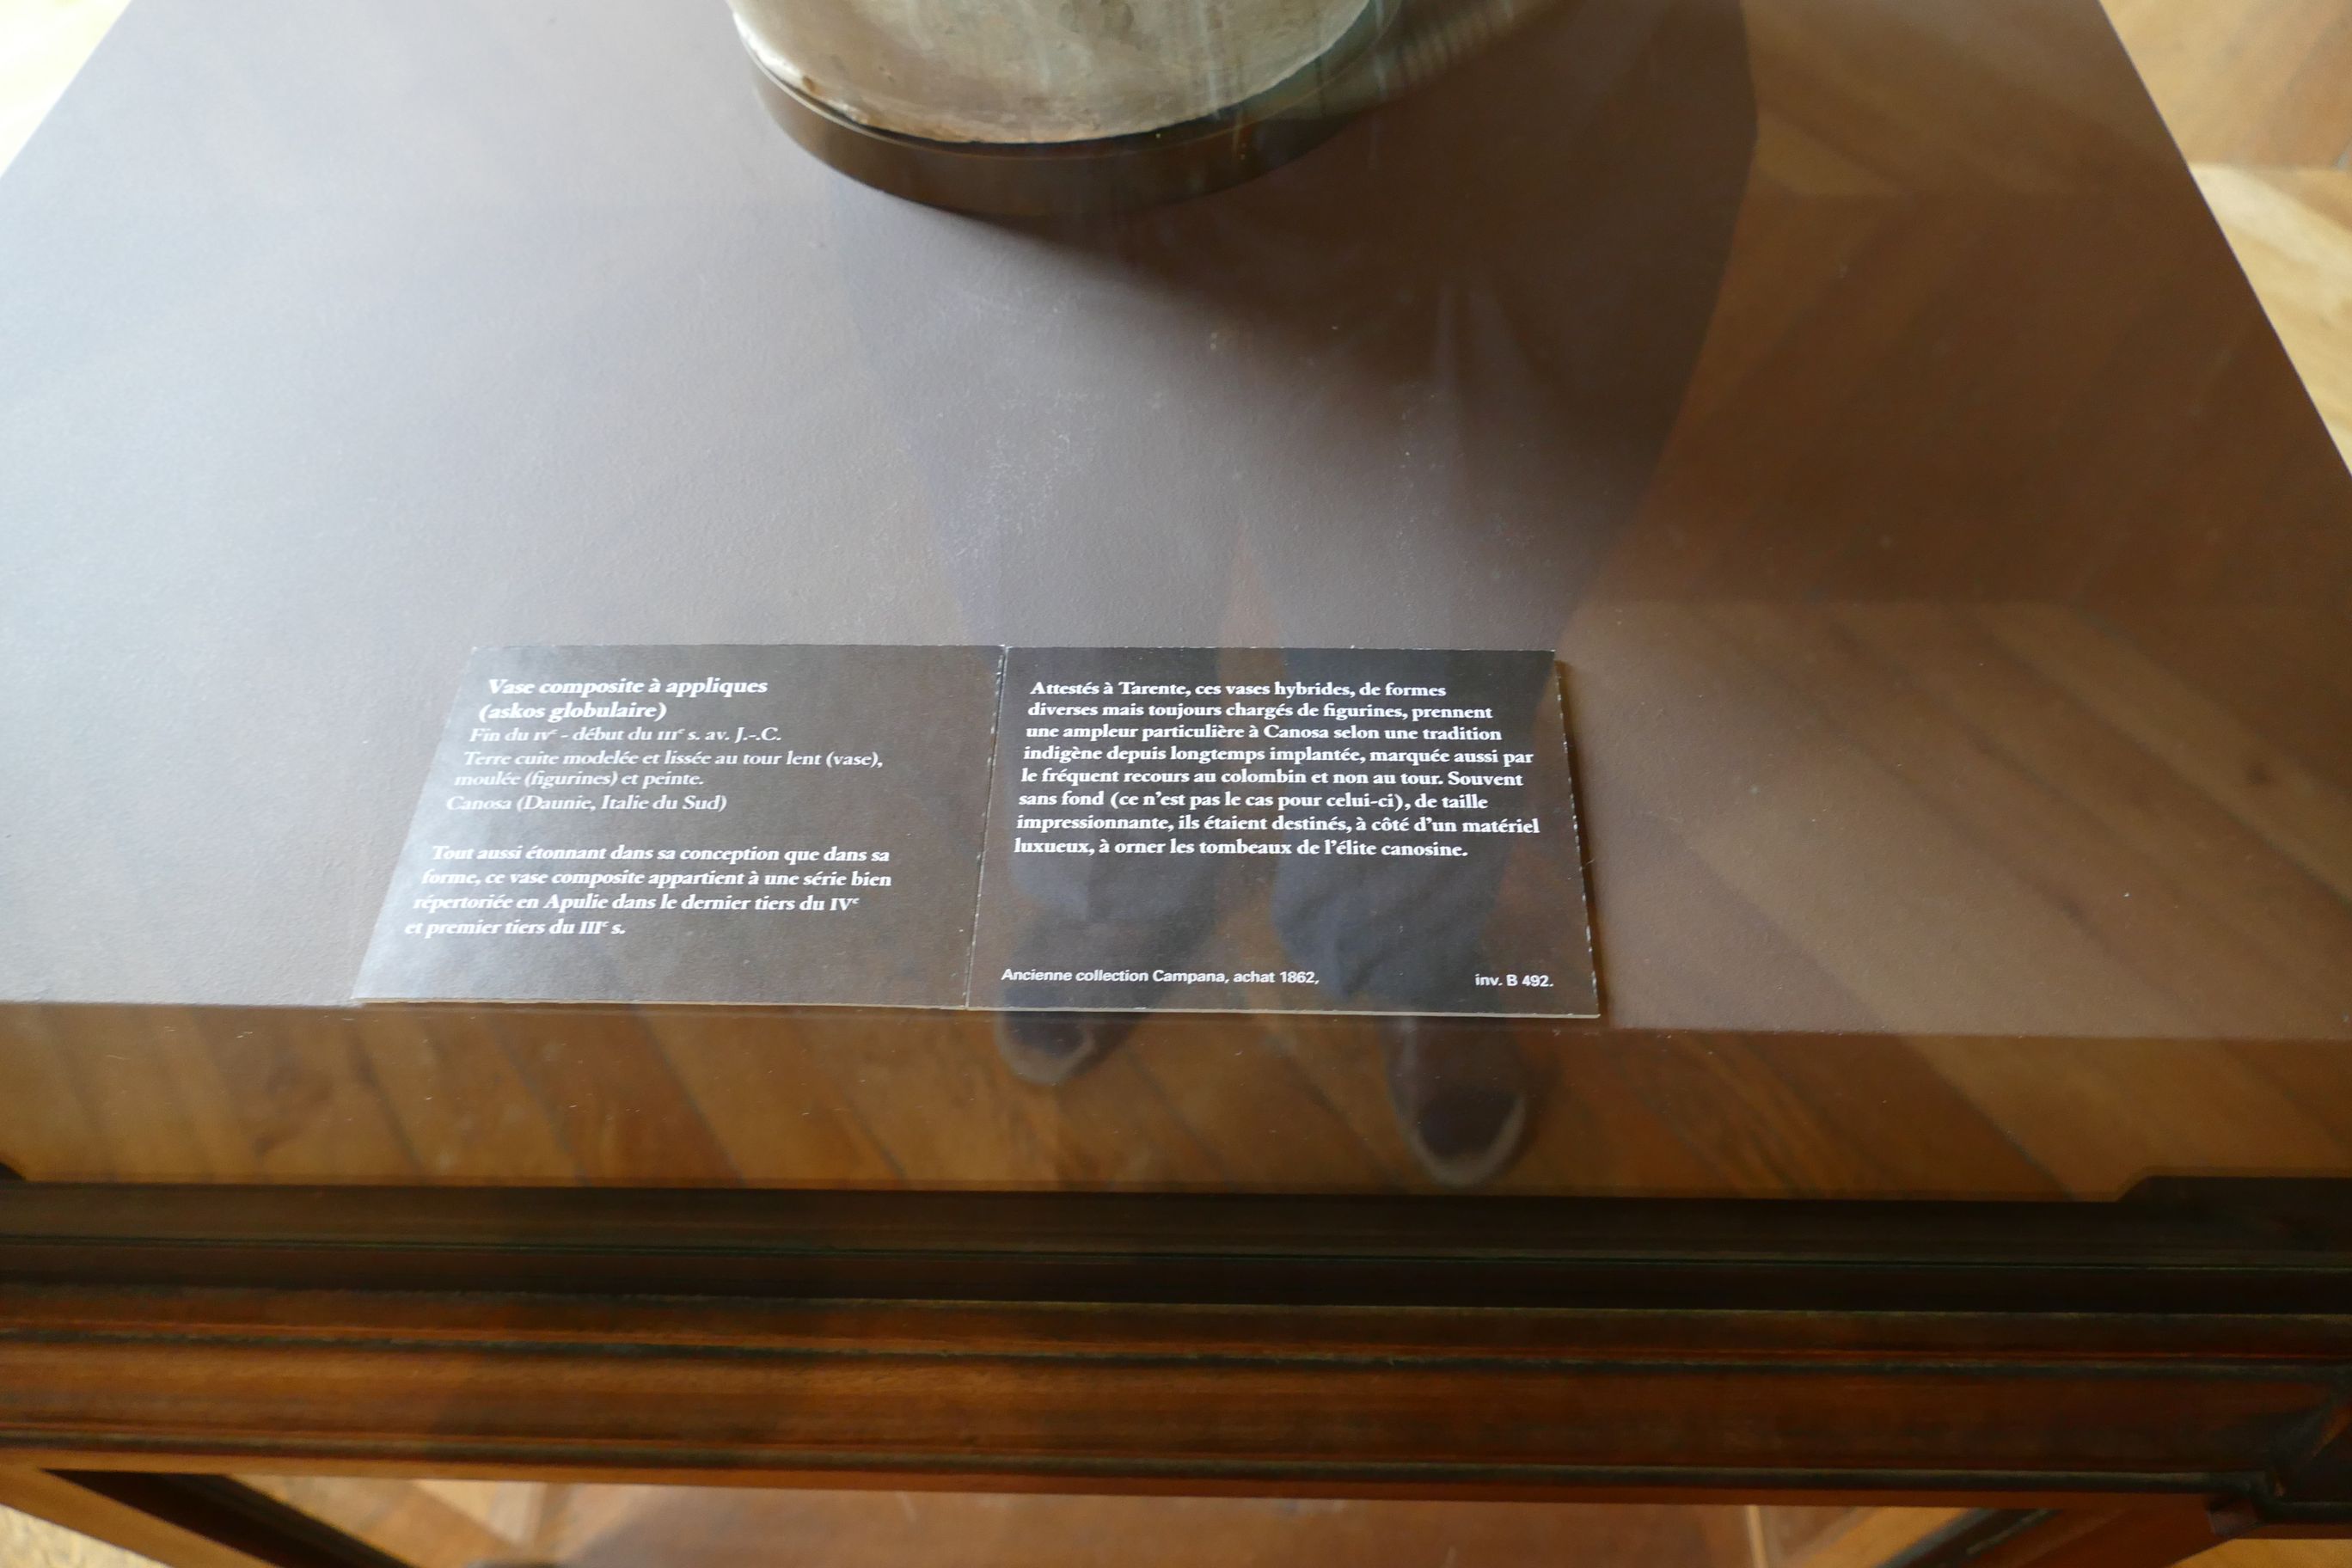 Vase composite à appliques
(askos globulaire)
Fin du IVe - début du IIIe s. av. J.-.C.
Terre cuite modelée et lissée au tour lent (vase),
moulée (figurines) et peinte.
Canosa (Daunie, Italie du Sud)
Tout aussi étonnant dans sa conception que dans sa
forme, ce vase composite appartient à une série bien
répertoriée en Apulie dans le dernier tiers du IVe
et premier tiers du IIIe s.
Attestés à Tarente, ces vases hybrides, de formes
diverses mais toujours chargés de figurines, prennent
une ampleur particulière à Canosa selon une tradition
indigène depuis longtemps implantée, marquée aussi par
le fréquent recours au colombin et non au tour. Souvent
sans fond (ce n'est pas le cas pour celui-ci), de taille
impressionnante, ils étaient destinés, à côté d'un matériel
luxueux, à orner les tombeaux de l'élite canosine.
Ancienne collection Campana, achat 1862, inv. B 492.